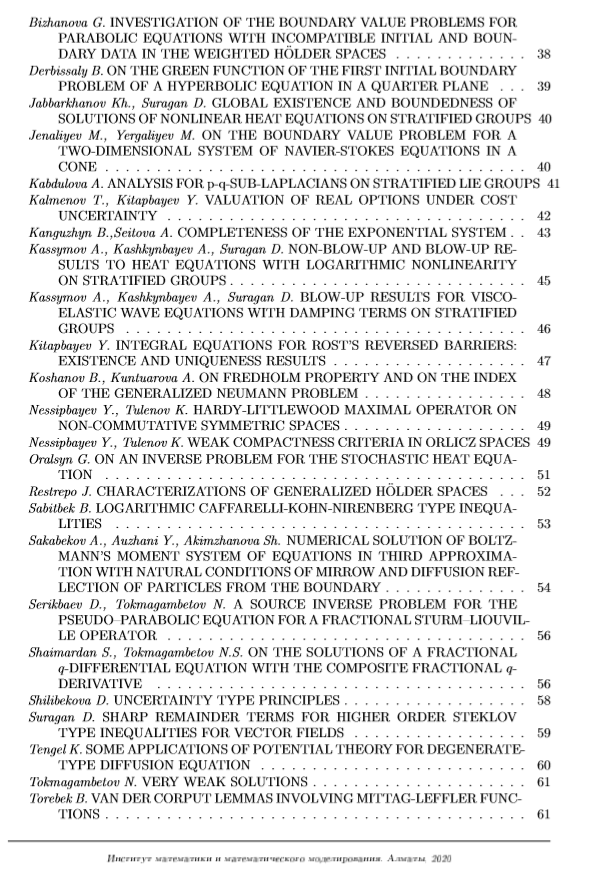 Bizhanova G. INVESTIGATION OF THE BOUNDARY VALUE PROBLEMS FOR
PARABOLIC EQUATIONS WITH INCOMPATIBLE INITIAL AND BOUN-
DARY DATA IN THE WEIGHTED HÖLDER SPACES . . . . . . . . . . . . . 38
Derbissaly B. ON THE GREEN FUNCTION OF THE FIRST INITIAL BOUNDARY
PROBLEM OF A HYPERBOLIC EQUATION IN A QUARTER PLANE . . . 39
Jabbarkhanov Kh., Suragan D. GLOBAL EXISTENCE AND BOUNDEDNESS OF
SOLUTIONS OF NONLINEAR HEAT EQUATIONS ON STRATIFIED GROUPS 40
Jenaliyev M., Yergaliyev M. ON THE BOUNDARY VALUE PROBLEM FOR A
TWO-DIMENSIONAL SYSTEM OF NAVIER-STOKES EQUATIONS IN A
CONE . . . . . . . . . . . . . . . . . . . . . . . . . . . . . . . . . . . 40
Kabdulova A. ANALYSIS FOR p-q-SUB-LAPLACIANS ON STRATIFIED LIE GROUPS 41
Kalmenov T., Kitapbayev Y. VALUATION OF REAL OPTIONS UNDER COST
UNCERTAINTY . . . . . . . . . . . . . . . . . . . . . . . . . . . . . 42
Kanguzhyn B.,Seitova A. COMPLETENESS OF THE EXPONENTIAL SYSTEM . . 43
Kassymov A., Kashkynbayev A., Suragan D. NON-BLOW-UP AND BLOW-UP RE-
SULTS TO HEAT EQUATIONS WITH LOGARITHMIC NONLINEARITY
ON STRATIFIED GROUPS . . . . . . . . . . . . . . . . . . . . . . . . 45
Kassymov A., Kashkynbayev A., Suragan D. BLOW-UP RESULTS FOR VISCO-
ELASTIC WAVE EQUATIONS WITH DAMPING TERMS ON STRATIFIED
GROUPS . . . . . . . . . . . . . . . . . . . . . . . . . . . . . . . . . 46
Kitapbayev Y. INTEGRAL EQUATIONS FOR ROST'S REVERSED BARRIERS:
EXISTENCE AND UNIQUENESS RESULTS . . . . . . . . . . . . . . . . 47
Koshanov B., Kuntuarova A. ON FREDHOLM PROPERTY AND ON THE INDEX
OF THE GENERALIZED NEUMANN PROBLEM . . . . . . . . . . . . . . 48
Nessipbayev Y., Tulenov K. HARDY-LITTLEWOOD MAXIMAL OPERATOR ON
NON-COMMUTATIVE SYMMETRIC SPACES . . . . . . . . . . . . . . . 49
Nessipbayev Y., Tulenov K. WEAK COMPACTNESS CRITERIA IN ORLICZ SPACES 49
Oralsyn G. ON AN INVERSE PROBLEM FOR THE STOCHASTIC HEAT EQUA-
TION . . . . . . . . . . . . . . . . . . . . . . . . . . . . . . . . . . . 51
Restrepo J. CHARACTERIZATIONS OF GENERALIZED HÖLDER SPACES . . . 52
Sabitbek B. LOGARITHMIC CAFFARELLI-KOHN-NIRENBERG TYPE INEQUA-
LITIES . . . . . . . . . . . . . . . . . . . . . . . . . . . . . . . . . . 53
Sakabekov A., Auzhani Y., Akimzhanova Sh. NUMERICAL SOLUTION OF BOLTZ-
MANN'S MOMENT SYSTEM OF EQUATIONS IN THIRD APPROXIMA-
TION WITH NATURAL CONDITIONS OF MIRROW AND DIFFUSION REF-
LECTION OF PARTICLES FROM THE BOUNDARY . . . . . . . . . . . . 54
Serikbaev D., Tokmagambetov N. A SOURCE INVERSE PROBLEM FOR THE
PSEUDO–PARABOLIC EQUATION FOR A FRACTIONAL STURM–LIOUVIL-
LE OPERATOR . . . . . . . . . . . . . . . . . . . . . . . . . . . . . 56
Shaimardan S., Tokmagambetov N.S. ON THE SOLUTIONS OF A FRACTIONAL
q-DIFFERENTIAL EQUATION WITH THE COMPOSITE FRACTIONAL q-
DERIVATIVE . . . . . . . . . . . . . . . . . . . . . . . . . . . . . . 56
Shilibekova D. UNCERTAINTY TYPE PRINCIPLES . . . . . . . . . . . . . . . 58
Suragan D. SHARP REMAINDER TERMS FOR HIGHER ORDER STEKLOV
TYPE INEQUALITIES FOR VECTOR FIELDS . . . . . . . . . . . . . . 59
Tengel K. SOME APPLICATIONS OF POTENTIAL THEORY FOR DEGENERATE-
TYPE DIFFUSION EQUATION . . . . . . . . . . . . . . . . . . . . . . 60
Tokmagambetov N. VERY WEAK SOLUTIONS . . . . . . . . . . . . . . . . . . 61
Torebek B. VAN DER CORPUT LEMMAS INVOLVING MITTAG-LEFFLER FUNC-
TIONS . . . . . . . . . . . . . . . . . . . . . . . . . . . . . . . . . . . 61
Институт математики и математического моделирования. Алматы, 2020